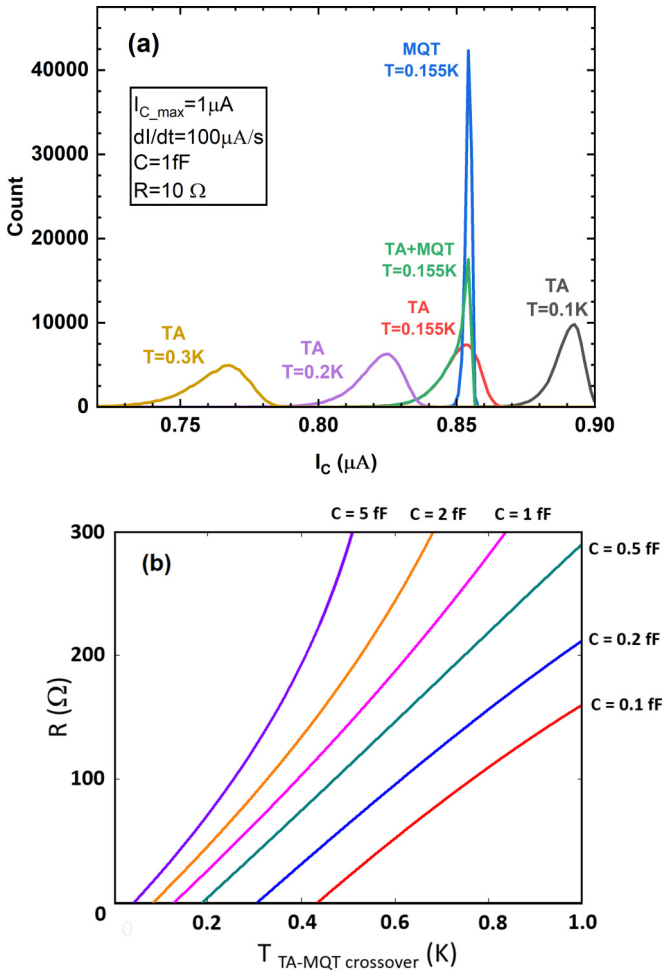 (a)
MQT
T=0.155K
I_C_max=1μA
dI/dt=100μA/s
C=1fF
R=10 Ω
TA+MQT
T=0.155K
TA
T=0.155K
TA
T=0.1K
TA
T=0.2K
TA
T=0.3K
Count
40000
30000
20000
10000
0
0.75
0.80
0.85
0.90
I_C (μA)
(b)
C = 5 fF
C = 2 fF
C = 1 fF
C = 0.5 fF
C = 0.2 fF
C = 0.1 fF
R (Ω)
300
200
100
0
0
0.2
0.4
0.6
0.8
1.0
T TA-MQT crossover (K)